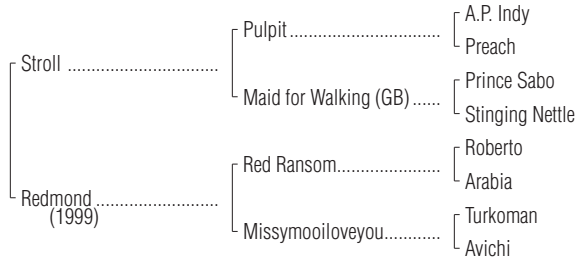 A.P. Indy
Pulpit
Preach
Stroll
Prince Sabo
Maid for Walking (GB)
Stinging Nettle
Roberto
Red Ransom
Arabia
Redmond
(1999)
Turkoman
Missymooiloveyou
Avichi